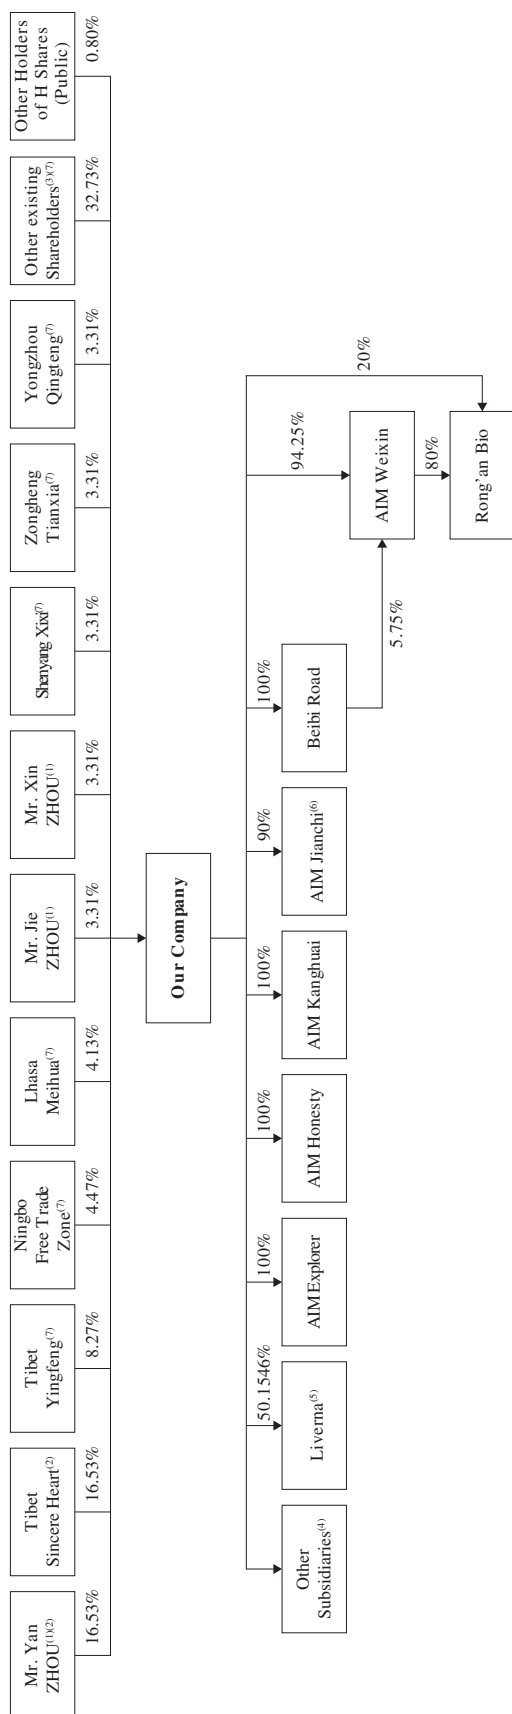 Mr. Yan
ZHOU(1)(2)
16.53%
Tibet
Sincere Heart(2)
16.53%
Tibet
Yingfeng(7)
8.27%
Ningbo
Free Trade
Zone(7)
4.47%
Lhasa
Meihua(7)
4.13%
Mr. Jie
ZHOU(1)
3.31%
Mr. Xin
ZHOU(1)
3.31%
Shenyang Xixi(7)
3.31%
Zongheng
Tianxia(7)
3.31%
Yongzhou
Qingteng(7)
3.31%
Other existing
Shareholders(3)(7)
32.73%
Other Holders
of H Shares
(Public)
0.80%
Our Company
Other
Subsidiaries(4)
50.1546%
Liverna(5)
100%
AIM Explorer
100%
AIM Honesty
100%
AIM Kanghuai
90%
AIM Jianchi(6)
100%
Beibi Road
94.25%
20%
5.75%
AIM Weixin
80%
Rong'an Bio